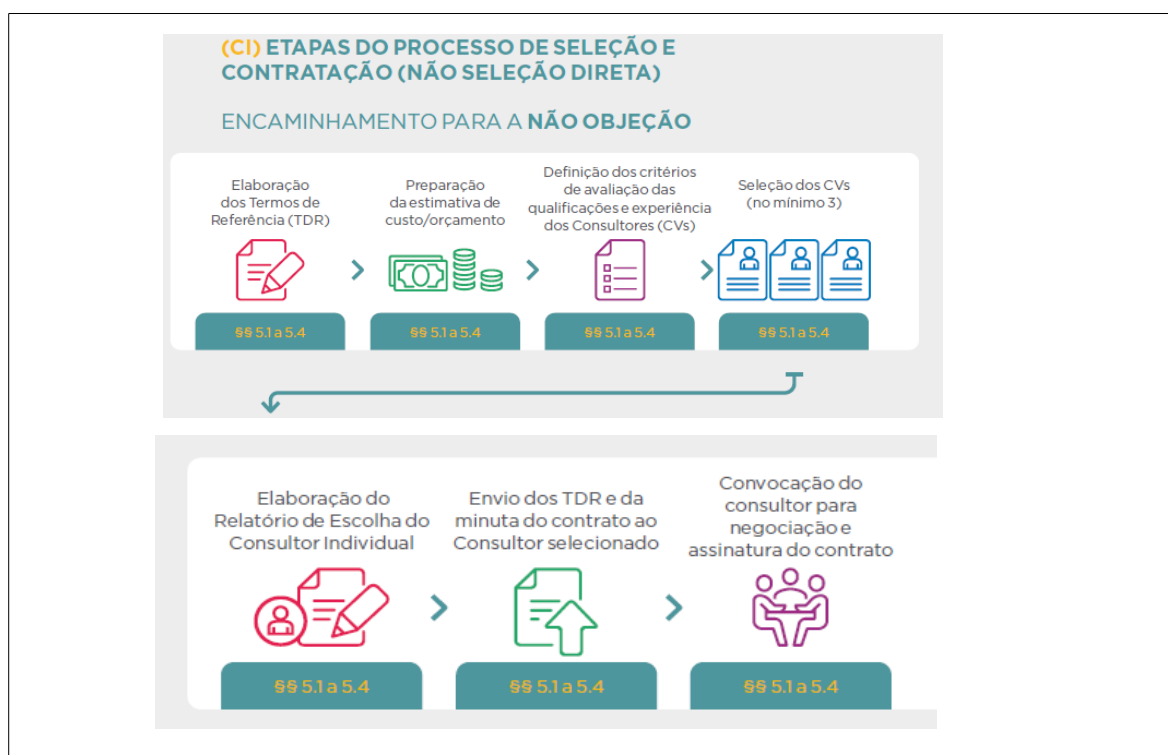 (CI) ETAPAS DO PROCESSO DE SELEÇÃO E
CONTRATAÇÃO (NÃO SELEÇÃO DIRETA)
ENCAMINHAMENTO PARA A NÃO OBJEÇÃO
Elaboração
dos Termos de
Referência (TDR)
§§ 5.1 a 5.4
Preparação
da estimativa de
custo/orçamento
§§ 5.1 a 5.4
Definição dos critérios
de avaliação das
qualificações e experiência
dos Consultores (CVs)
§§ 5.1 a 5.4
Seleção dos CVs
(no mínimo 3)
§§ 5.1 a 5.4
Elaboração do
Relatório de Escolha do
Consultor Individual
§§ 5.1 a 5.4
Envio dos TDR e da
minuta do contrato ao
Consultor selecionado
§§ 5.1 a 5.4
Convocação do
consultor para
negociação e
assinatura do contrato
§§ 5.1 a 5.4